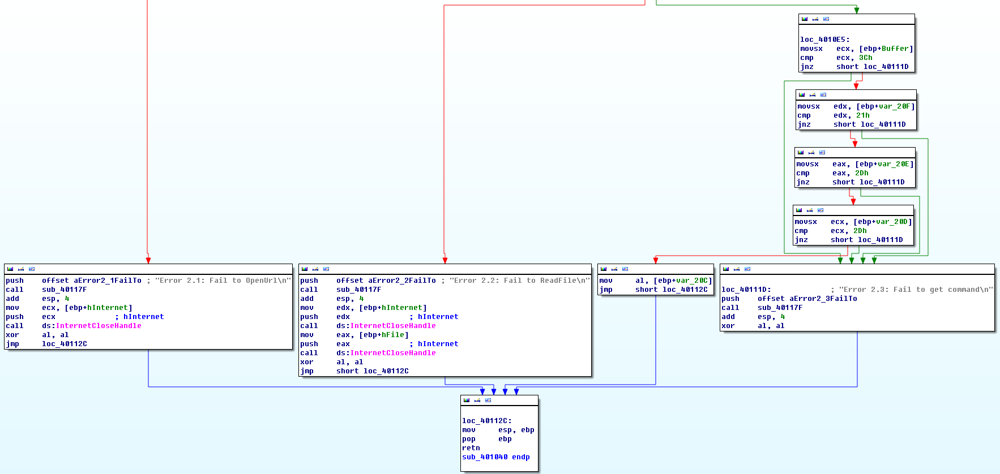 loc_4010E5:
movsx ecx, [ebp+Buffer]
cmp ecx, 3Ch
jnz short loc_40111D
movsx edx, [ebp+var_20F]
cmp edx, 21h
jnz short loc_40111D
movsx eax, [ebp+var_20E]
cmp eax, 2Dh
jnz short loc_40111D
movsx ecx, [ebp+var_20D]
cmp ecx, 2Dh
jnz short loc_40111D
push offset aError2_1FailTo ; "Error 2.1: Fail to OpenUrl\n"
call sub_40117F
add esp, 4
mov ecx, [ebp+hInternet]
push ecx ; hInternet
call ds:InternetCloseHandle
xor al, al
jmp loc_40112C
push offset aError2_2FailTo ; "Error 2.2: Fail to ReadFile\n"
call sub_40117F
add esp, 4
mov edx, [ebp+hInternet]
push edx ; hInternet
call ds:InternetCloseHandle
mov eax, [ebp+hFile]
push eax ; hInternet
call ds:InternetCloseHandle
xor al, al
jmp short loc_40112C
mov al, [ebp+var_20C]
jmp short loc_40112C
loc_40111D: ; "Error 2.3: Fail to get command\n"
push offset aError2_3FailTo
call sub_40117F
add esp, 4
xor al, al
loc_40112C:
mov esp, ebp
pop ebp
retn
sub_401040 endp